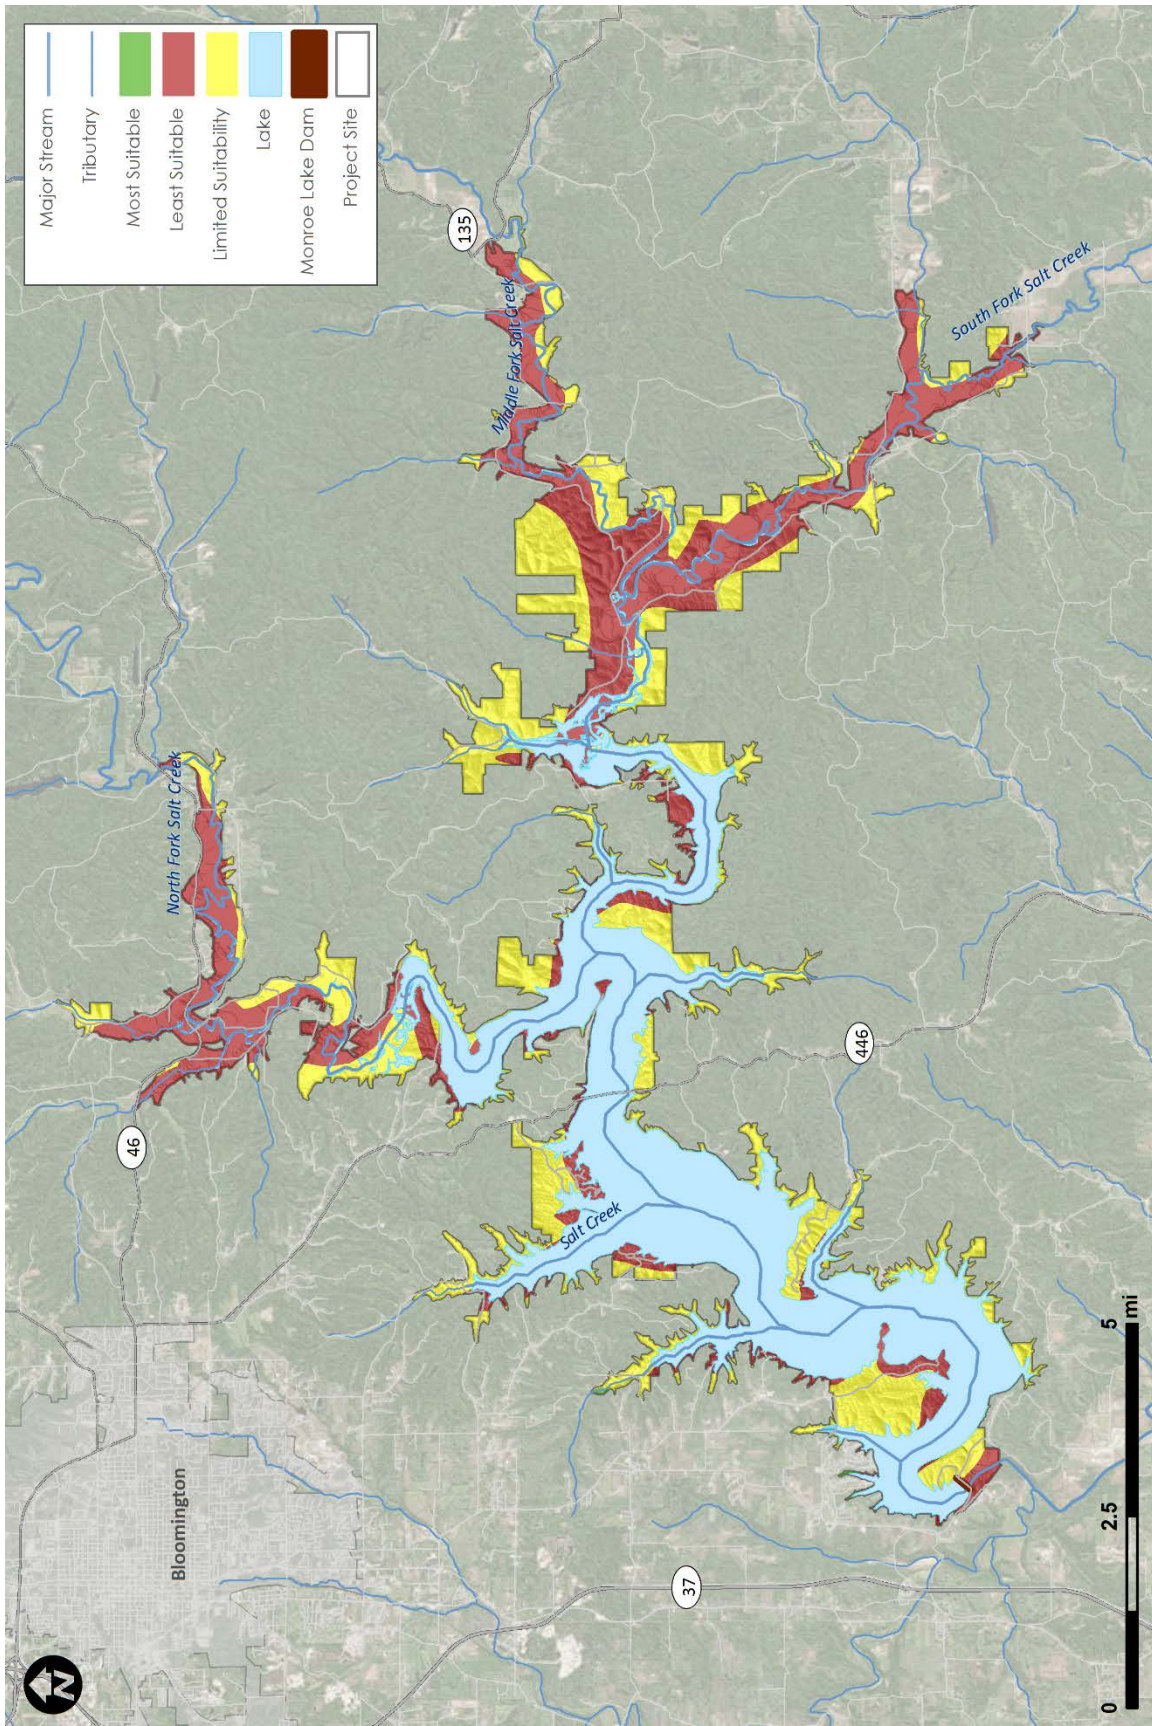 Major Stream
Tributary
Most Suitable
Least Suitable
Limited Suitability
Lake
Monroe Lake Dam
Project Site
135
Middle Fork Salt Creek
South Fork Salt Creek
North Fork Salt Creek
46
446
Salt Creek
Bloomington
37
N
0 2.5 5
mi